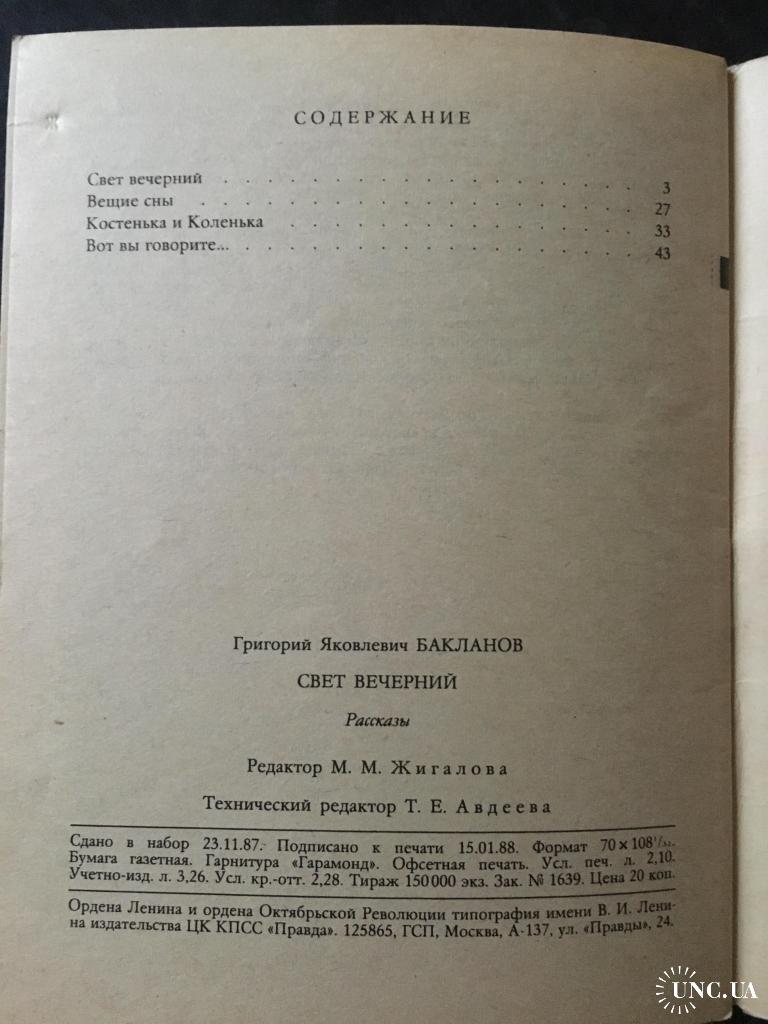 СОДЕРЖАНИЕ
Свет вечерний . . . . . . . . . . . . . . 3
Вещие сны . . . . . . . . . . . . . . . 27
Костенька и Коленька . . . . . . . . . . . . 33
Вот вы говорите... . . . . . . . . . . . . . 43
Григорий Яковлевич БАКЛАНОВ
СВЕТ ВЕЧЕРНИЙ
Рассказы
Редактор М. М. Жигалова
Технический редактор Т. Е. Авдеева
Сдано в набор 23.11.87. Подписано к печати 15.01.88. Формат 70×108¹/₃₂.
Бумага газетная. Гарнитура «Гарамонд». Офсетная печать. Усл. печ. л. 2,10.
Учетно-изд. л. 3,26. Усл. кр.-отт. 2,28. Тираж 150 000 экз. Зак. № 1639. Цена 20 коп.
Ордена Ленина и ордена Октябрьской Революции типография имени В. И. Лени-
на издательства ЦК КПСС «Правда». 125865, ГСП, Москва, А-137, ул. «Правды», 24.
UNC.UA